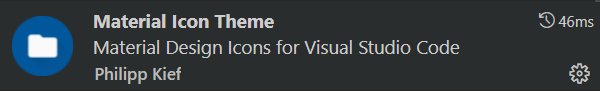 Material Icon Theme 46ms
Material Design Icons for Visual Studio Code
Philipp Kief